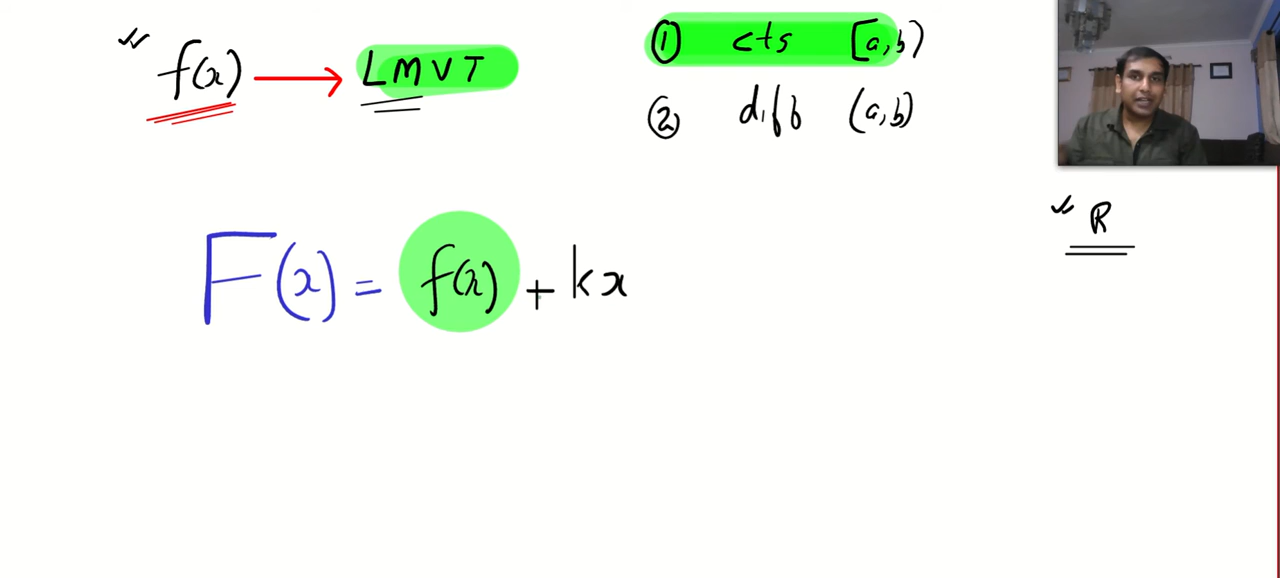 f(x) → LMVT
① cts [a,b)
② difb (a,b)
R
F(x) = f(x) + kx